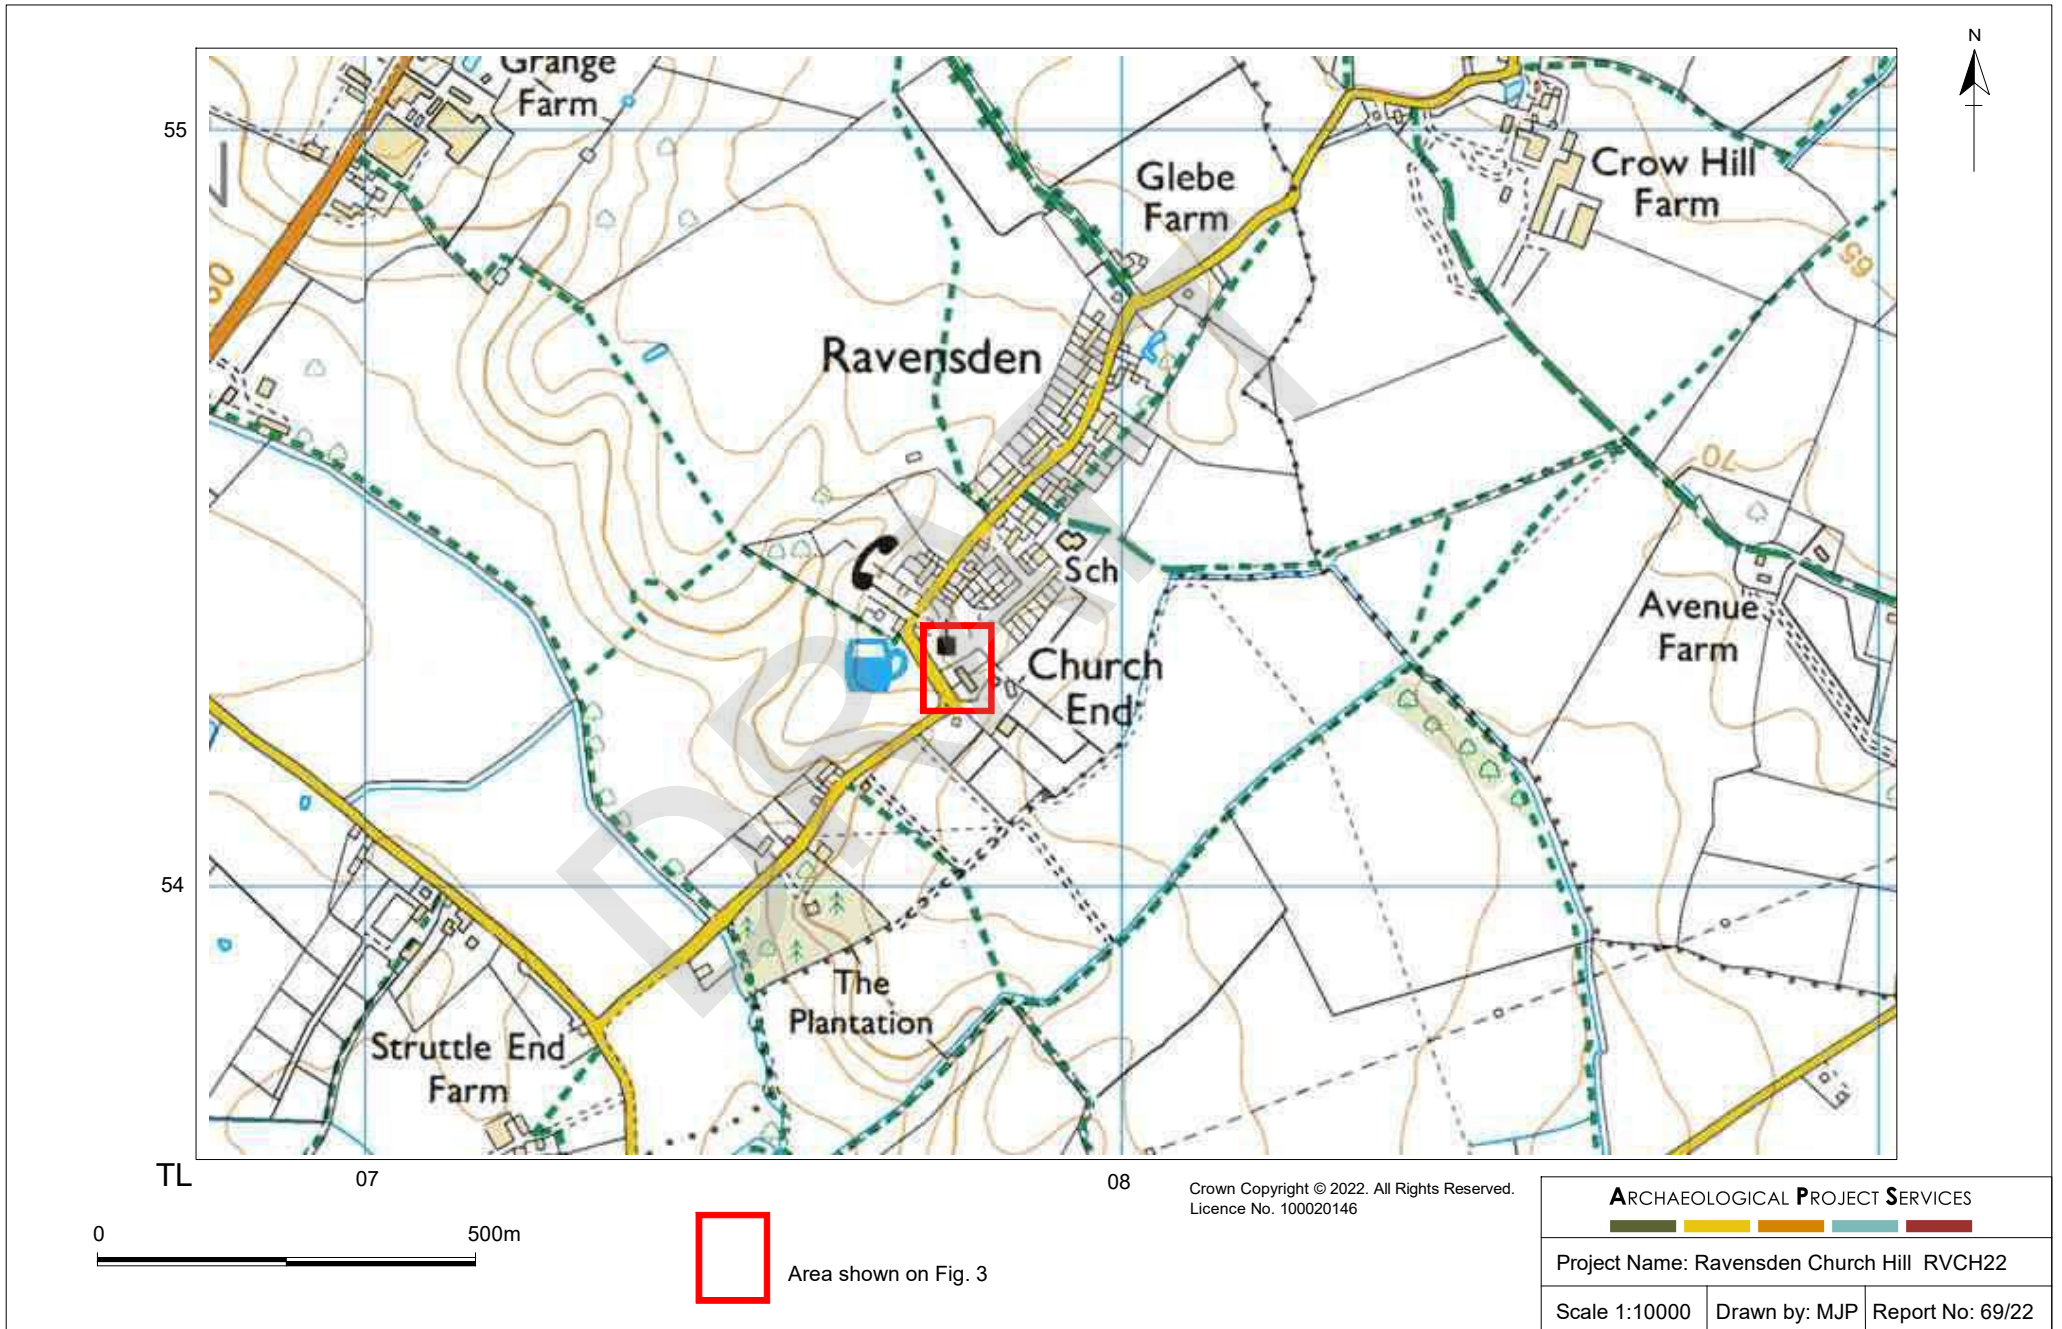 N
Grange
Farm
55
Glebe
Farm
Crow Hill
Farm
65
Ravensden
70
Sch
Avenue
Farm
Church
End
DRAFT
54
The
Plantation
Struttle End
Farm
TL
07
08
Crown Copyright © 2022. All Rights Reserved.
Licence No. 100020146
0 500m
Area shown on Fig. 3
ARCHAEOLOGICAL PROJECT SERVICES
Project Name: Ravensden Church Hill RVCH22
Scale 1:10000 Drawn by: MJP Report No: 69/22